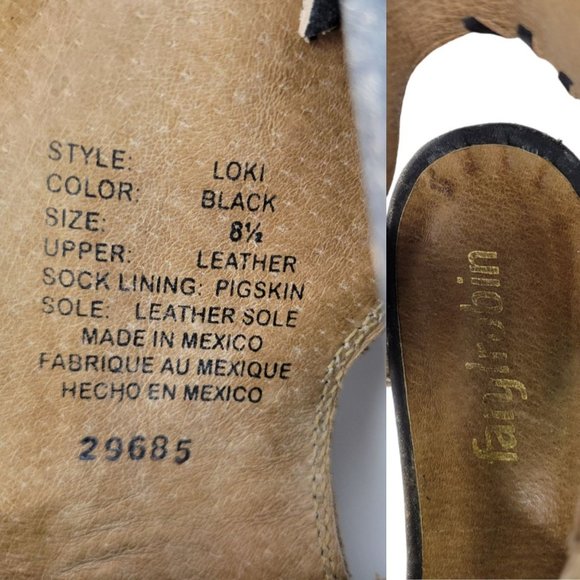 STYLE: LOKI
COLOR: BLACK
SIZE: 8½
UPPER: LEATHER
SOCK LINING: PIGSKIN
SOLE: LEATHER SOLE
MADE IN MEXICO
FABRIQUE AU MEXIQUE
HECHO EN MEXICO
29685
farylrobin